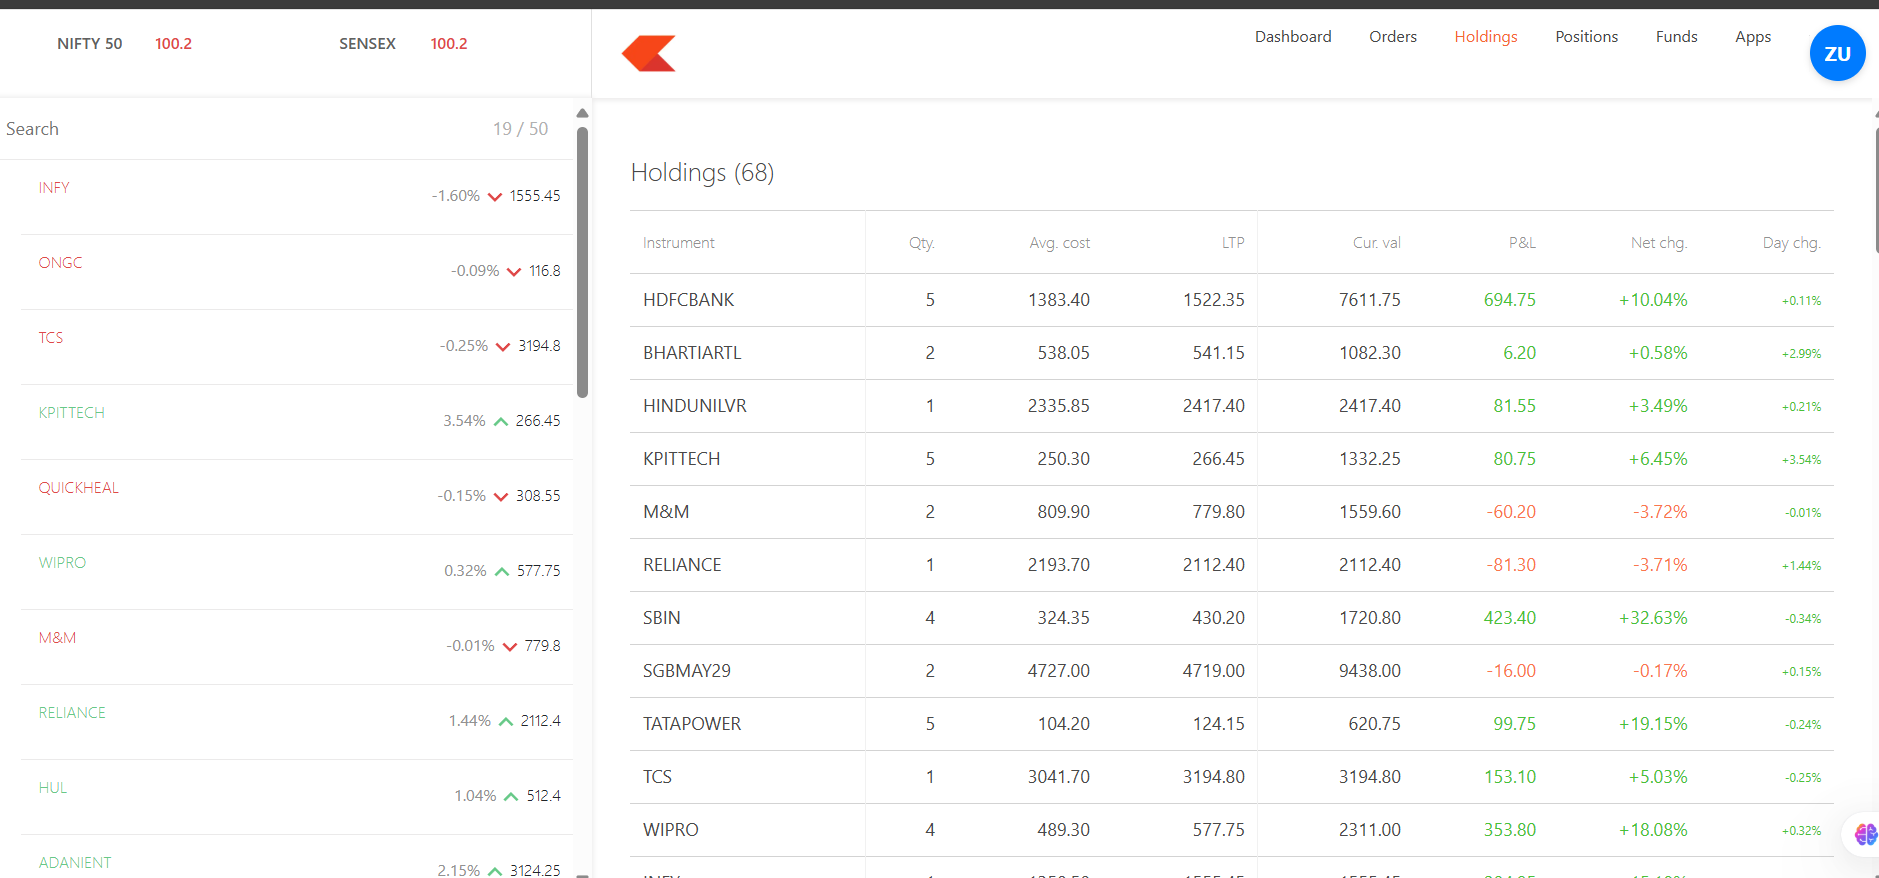 NIFTY 50 100.2 SENSEX 100.2
Dashboard Orders Holdings Positions Funds Apps ZU
Search 19 / 50
INFY -1.60% 1555.45
ONGC -0.09% 116.8
TCS -0.25% 3194.8
KPITTECH 3.54% 266.45
QUICKHEAL -0.15% 308.55
WIPRO 0.32% 577.75
M&M -0.01% 779.8
RELIANCE 1.44% 2112.4
HUL 1.04% 512.4
ADANIENT 2.15% 3124.25
Holdings (68)
Instrument Qty. Avg. cost LTP Cur. val P&L Net chg. Day chg.
HDFCBANK 5 1383.40 1522.35 7611.75 694.75 +10.04% +0.11%
BHARTIARTL 2 538.05 541.15 1082.30 6.20 +0.58% +2.99%
HINDUNILVR 1 2335.85 2417.40 2417.40 81.55 +3.49% +0.21%
KPITTECH 5 250.30 266.45 1332.25 80.75 +6.45% +3.54%
M&M 2 809.90 779.80 1559.60 -60.20 -3.72% -0.01%
RELIANCE 1 2193.70 2112.40 2112.40 -81.30 -3.71% +1.44%
SBIN 4 324.35 430.20 1720.80 423.40 +32.63% -0.34%
SGBMAY29 2 4727.00 4719.00 9438.00 -16.00 -0.17% +0.15%
TATAPOWER 5 104.20 124.15 620.75 99.75 +19.15% -0.24%
TCS 1 3041.70 3194.80 3194.80 153.10 +5.03% -0.25%
WIPRO 4 489.30 577.75 2311.00 353.80 +18.08% +0.32%